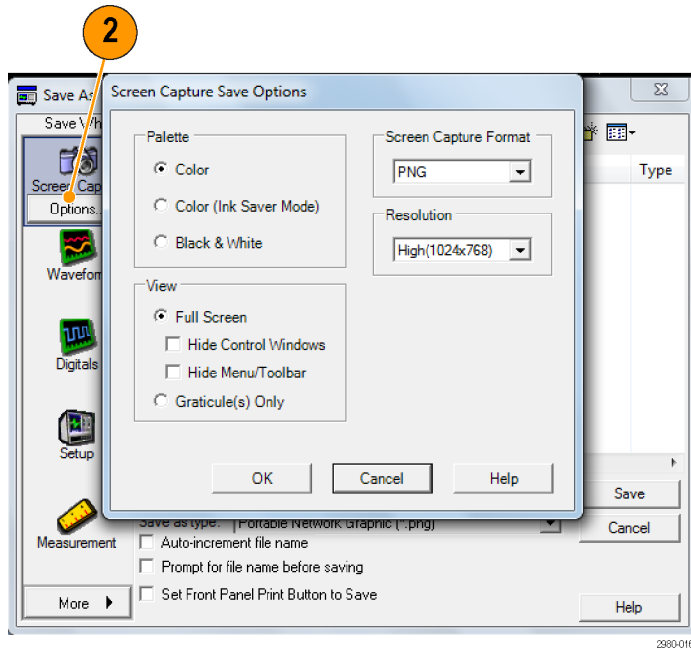 2
Save As
Screen Capture Save Options
Save Wh
Screen Cap
Options..
Waveform
Digitals
Setup
Measurement
More
Palette
Color
Color (Ink Saver Mode)
Black & White
View
Full Screen
Hide Control Windows
Hide Menu/Toolbar
Graticule(s) Only
Screen Capture Format
PNG
Resolution
High(1024x768)
OK
Cancel
Help
Type
Save as type: Portable Network Graphic (*.png)
Auto-increment file name
Prompt for file name before saving
Set Front Panel Print Button to Save
Save
Cancel
Help
2980-016